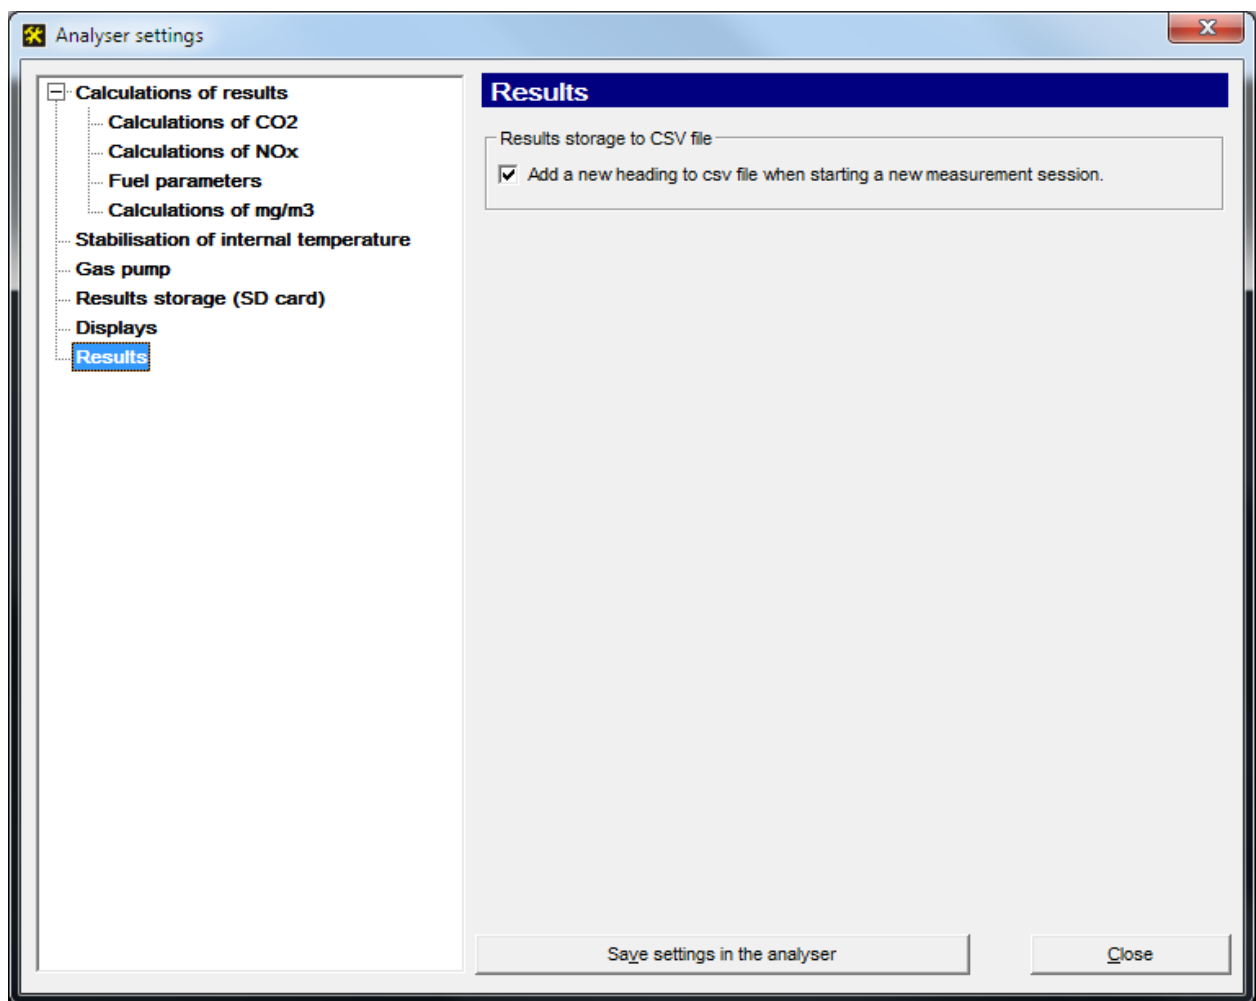 Analyser settings
x
Calculations of results
Calculations of CO2
Calculations of NOx
Fuel parameters
Calculations of mg/m3
Stabilisation of internal temperature
Gas pump
Results storage (SD card)
Displays
Results
Results
Results storage to CSV file
Add a new heading to csv file when starting a new measurement session.
Save settings in the analyser
Close